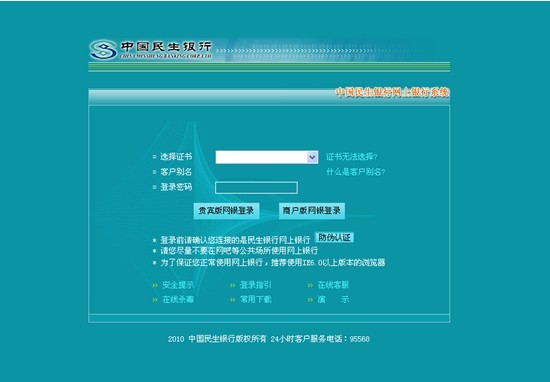 中国民生银行
CHINA MINSHENG BANKING CORP.,LTD.
中国民生银行网上银行系统
= 选择证书 证书无法选择?
= 客户别名 什么是客户别名?
= 登录密码
贵宾版网银登录 商户版网银登录
* 登录前请确认您连接的是民生银行网上银行 防伪认证
* 请您尽量不要在网吧等公共场所使用网上银行
* 为了保证您正常使用网上银行，推荐使用IE6.0以上版本的浏览器
>> 安全提示 >> 登录指引 >> 在线客服
>> 在线杀毒 >> 常用下载 >> 演 示
2010 中国民生银行版权所有 24小时客户服务电话：95568